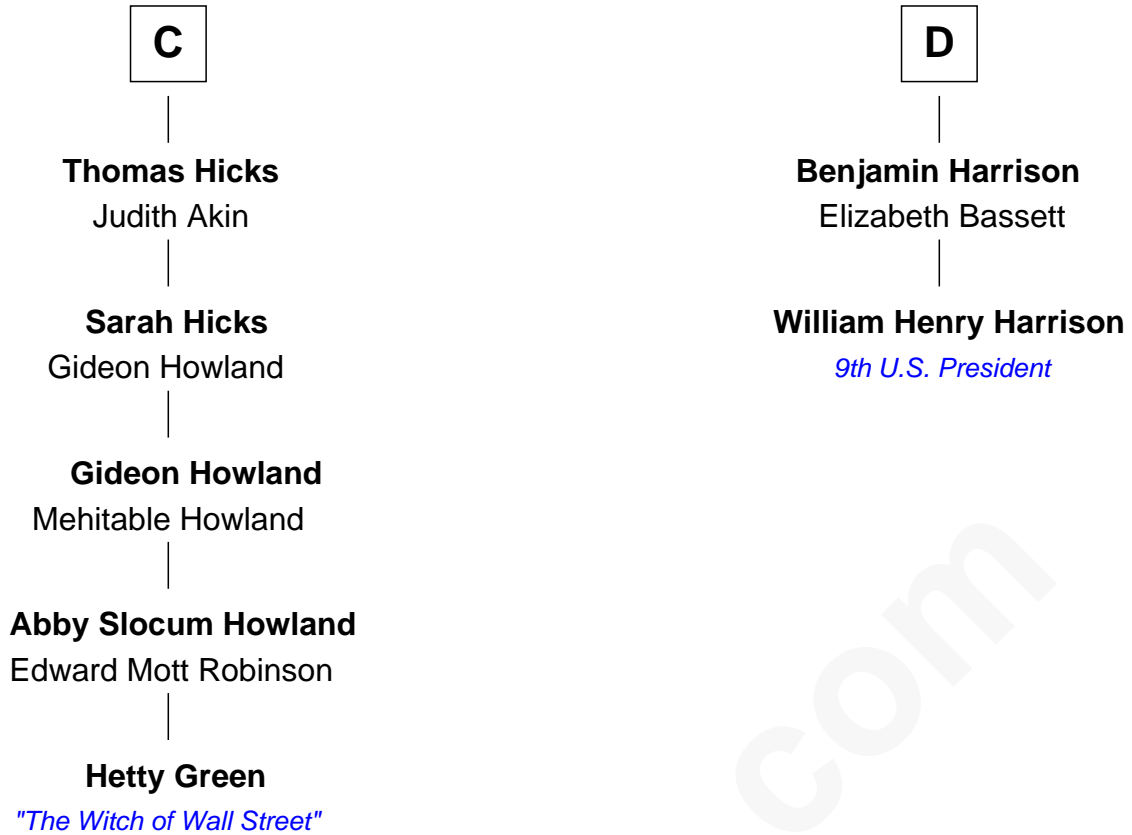 C
Thomas Hicks
Judith Akin
Sarah Hicks
Gideon Howland
Gideon Howland
Mehitable Howland
Abby Slocum Howland
Edward Mott Robinson
Hetty Green
"The Witch of Wall Street"
D
Benjamin Harrison
Elizabeth Bassett
William Henry Harrison
9th U.S. President
com